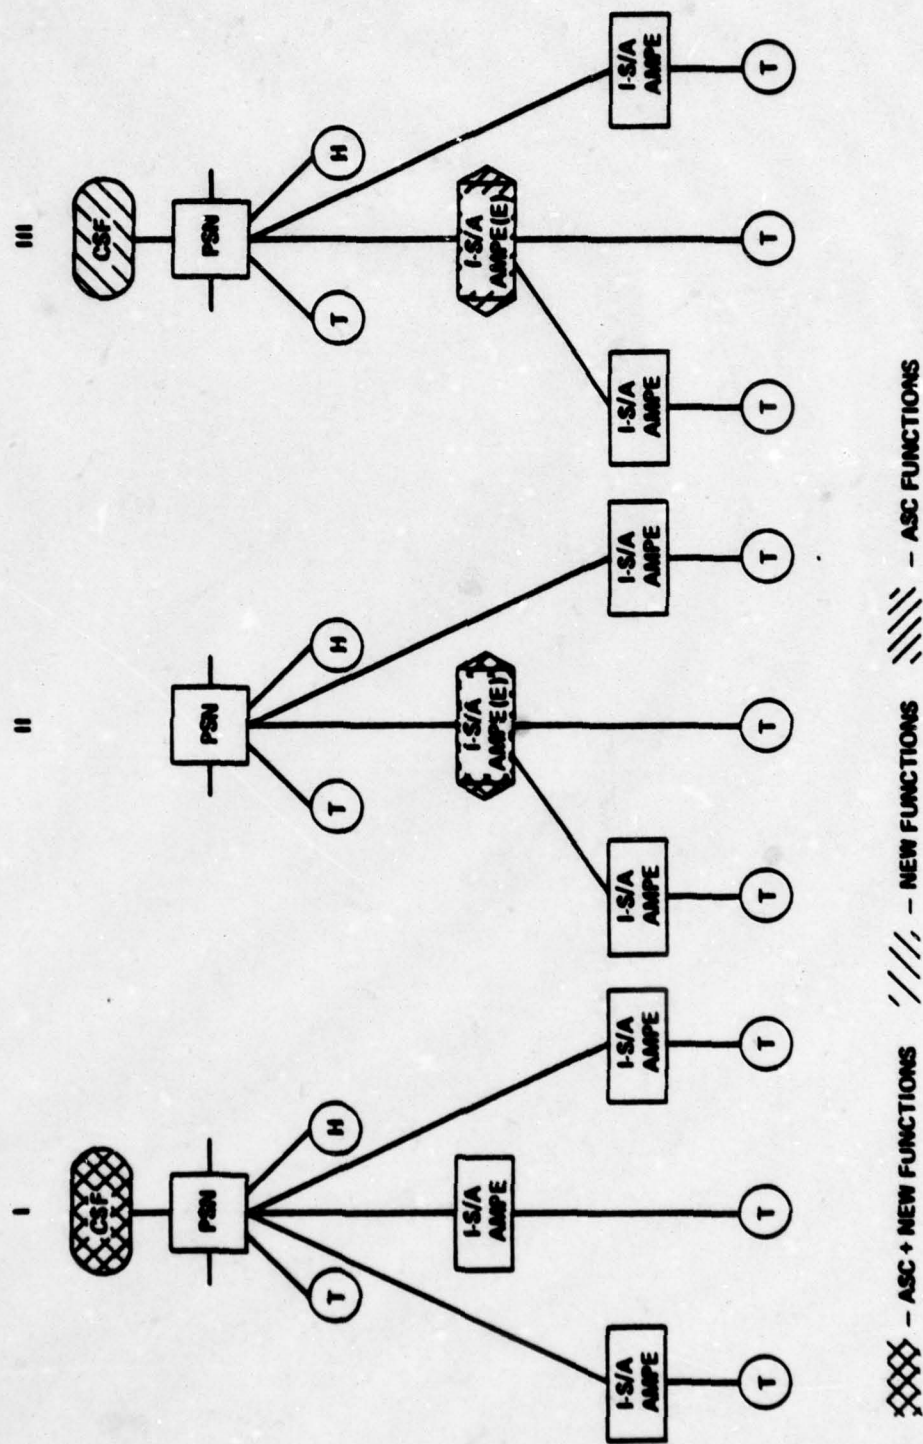 I
II
III
CSF
CSF
PSN
PSN
PSN
T
H
T
H
T
H
I-S/A
AMPE
I-S/A
AMPE(E)
I-S/A
AMPE(E)
I-S/A
AMPE
I-S/A
AMPE
I-S/A
AMPE
I-S/A
AMPE
I-S/A
AMPE
I-S/A
AMPE
T
T
T
T
T
T
T
T
T
– ASC + NEW FUNCTIONS
– NEW FUNCTIONS
– ASC FUNCTIONS